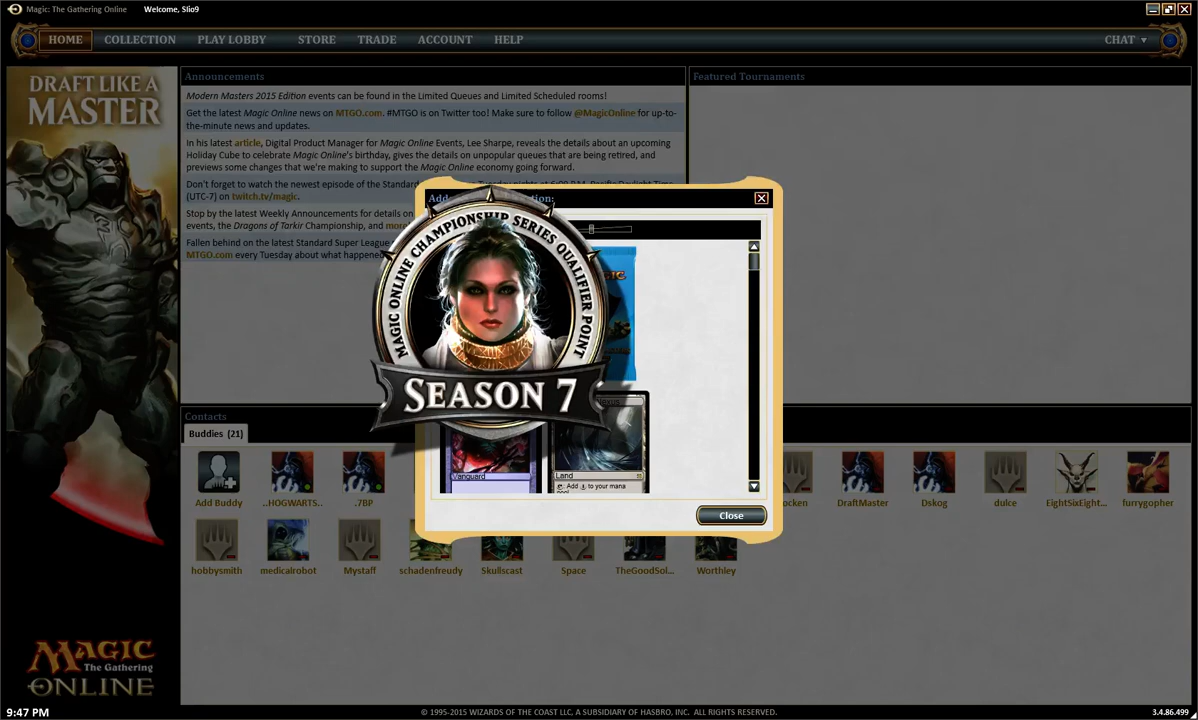 Magic: The Gathering Online Welcome, Slio9
HOME COLLECTION PLAY LOBBY STORE TRADE ACCOUNT HELP CHAT
DRAFT LIKE A
MASTER
Announcements
Modern Masters 2015 Edition events can be found in the Limited Queues and Limited Scheduled rooms!
Get the latest Magic Online news on MTGO.com. #MTGO is on Twitter too! Make sure to follow @MagicOnline for up-to-
the-minute news and updates.
In his latest article, Digital Product Manager for Magic Online Events, Lee Sharpe, reveals the details about an upcoming
Holiday Cube to celebrate Magic Online's birthday, gives the details on unpopular queues that are being retired, and
previews some changes that we're making to support the Magic Online economy going forward.
Don't forget to watch the newest episode of the Standard
(UTC-7) on twitch.tv/magic.
Stop by the latest Weekly Announcements for details on
events, the Dragons of Tarkir Championship, and
Fallen behind on the latest Standard Super League
MTGO.com every Tuesday about what happened
Featured Tournaments
MAGIC ONLINE CHAMPIONSHIP SERIES QUALIFIER POINT
SEASON 7
Vanguard
Land
: Add to your mana
Close
Contacts
Buddies (21)
Add Buddy ..HOGWARTS.. .7BP DraftMaster Dskog dulce EightSixEight... furrygopher
hobbysmith medicalrobot Mystaff schadenfreudy Skullscast Space TheGoodSol... Worthley
MAGIC
The Gathering
ONLINE
9:47 PM © 1995-2015 WIZARDS OF THE COAST LLC, A SUBSIDIARY OF HASBRO, INC. ALL RIGHTS RESERVED. 3.4.86.499